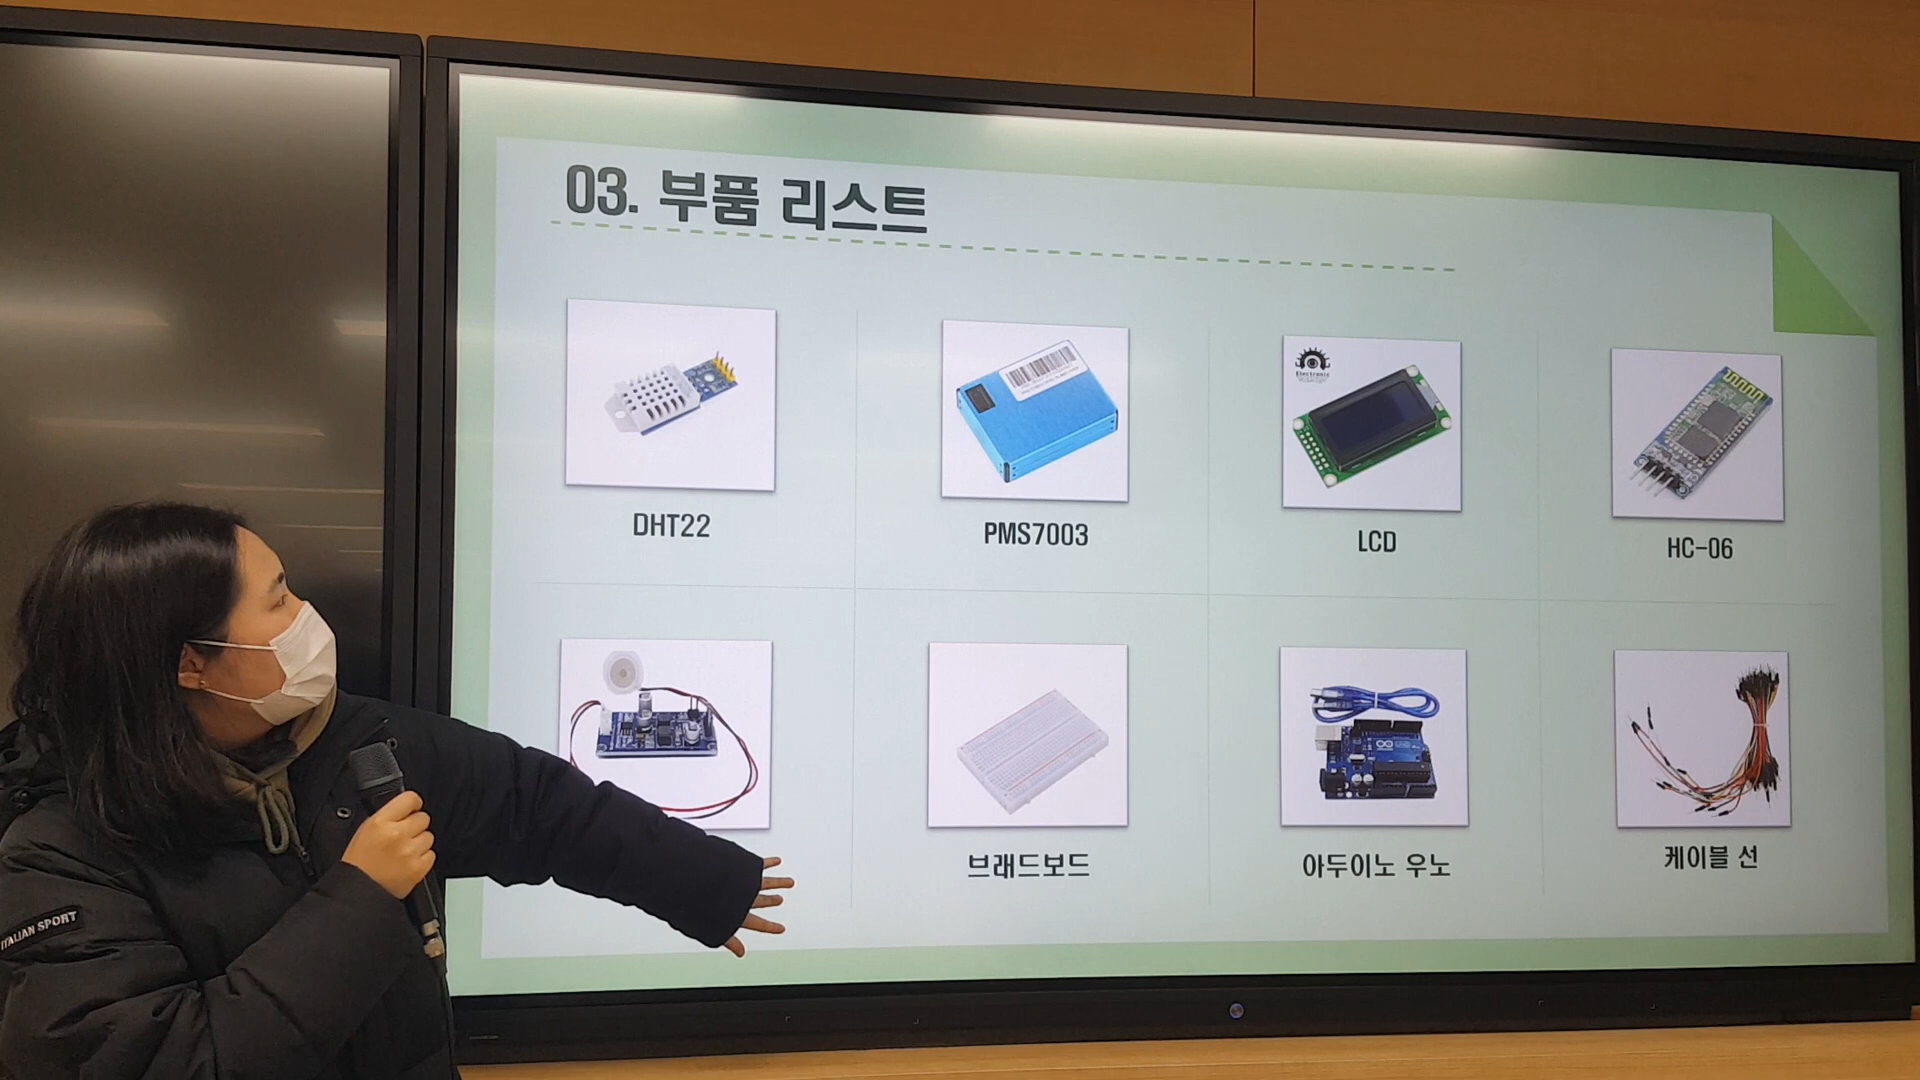 03. 부품 리스트
Electronic
DHT22
PMS7003
LCD
HC-06
브래드보드
아두이노 우노
케이블 선
ITALIAN SPORT